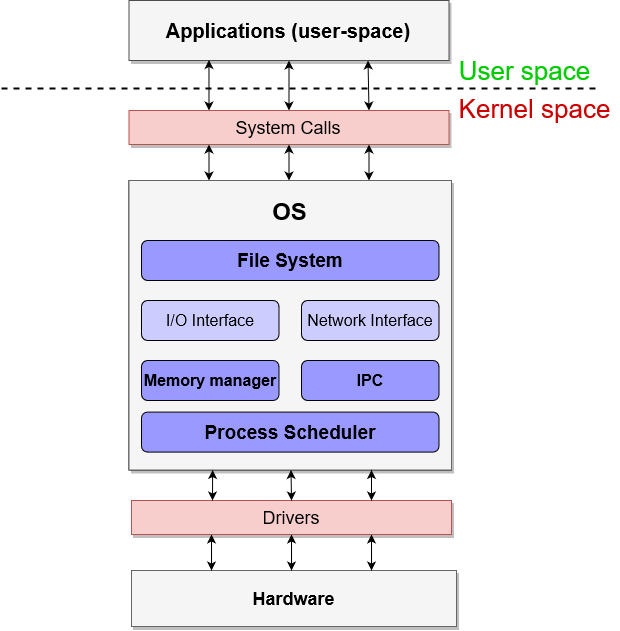 Applications (user-space)
User space
Kernel space
System Calls
OS
File System
I/O Interface
Network Interface
Memory manager
IPC
Process Scheduler
Drivers
Hardware